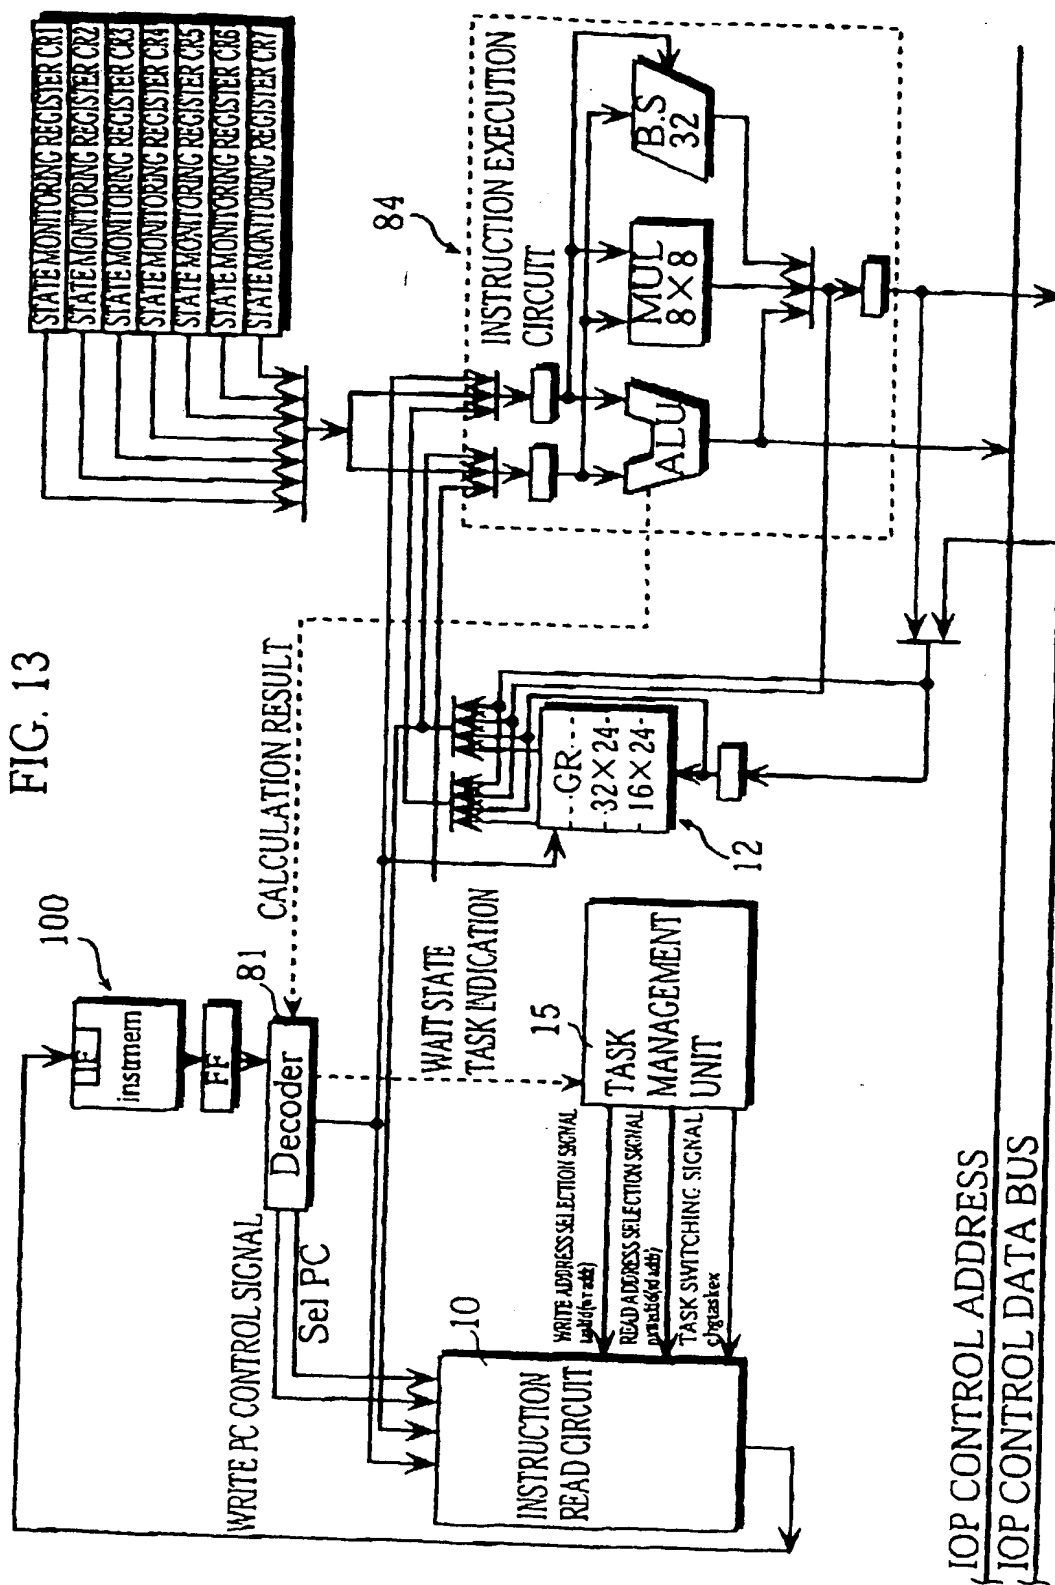 FIG. 13
STATE MONITORING REGISTER CR1
STATE MONITORING REGISTER CR2
STATE MONITORING REGISTER CR3
STATE MONITORING REGISTER CR4
STATE MONITORING REGISTER CR5
STATE MONITORING REGISTER CR6
STATE MONITORING REGISTER CR7
100
IF
instmem
FF
81
Decoder
CALCULATION RESULT
84
INSTRUCTION EXECUTION
CIRCUIT
WRITE PC CONTROL SIGNAL
Sel PC
WAIT STATE
TASK INDICATION
GR
32×24
16×24
12
ALU
MUL
8×8
B.S
32
10
INSTRUCTION
READ CIRCUIT
WRITE ADDRESS SELECTION SIGNAL
READ ADDRESS SELECTION SIGNAL
TASK SWITCHING SIGNAL
chgtaskex
15
TASK
MANAGEMENT
UNIT
IOP CONTROL ADDRESS
IOP CONTROL DATA BUS